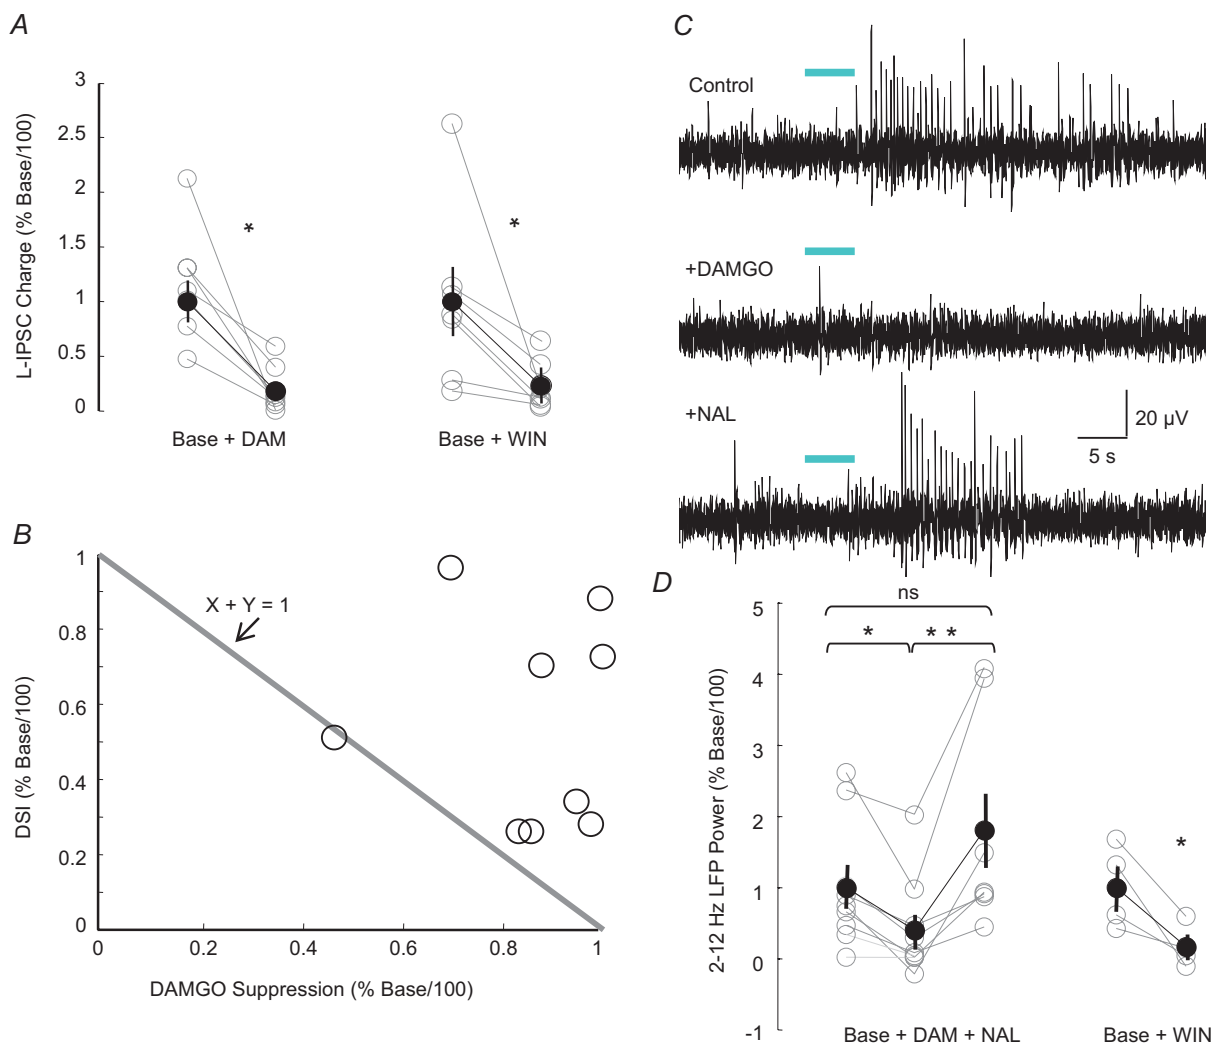 A
L-IPSC Charge (% Base/100)
3
2.5
2
1.5
1
0.5
0
*
*
Base + DAM
Base + WIN
B
DSI (% Base/100)
1
0.8
0.6
0.4
0.2
0
X + Y = 1
0
0.2
0.4
0.6
0.8
1
DAMGO Suppression (% Base/100)
C
Control
+DAMGO
+NAL
20 µV
5 s
D
2-12 Hz LFP Power (% Base/100)
5
4
3
2
1
0
-1
ns
*
* *
*
Base + DAM + NAL
Base + WIN